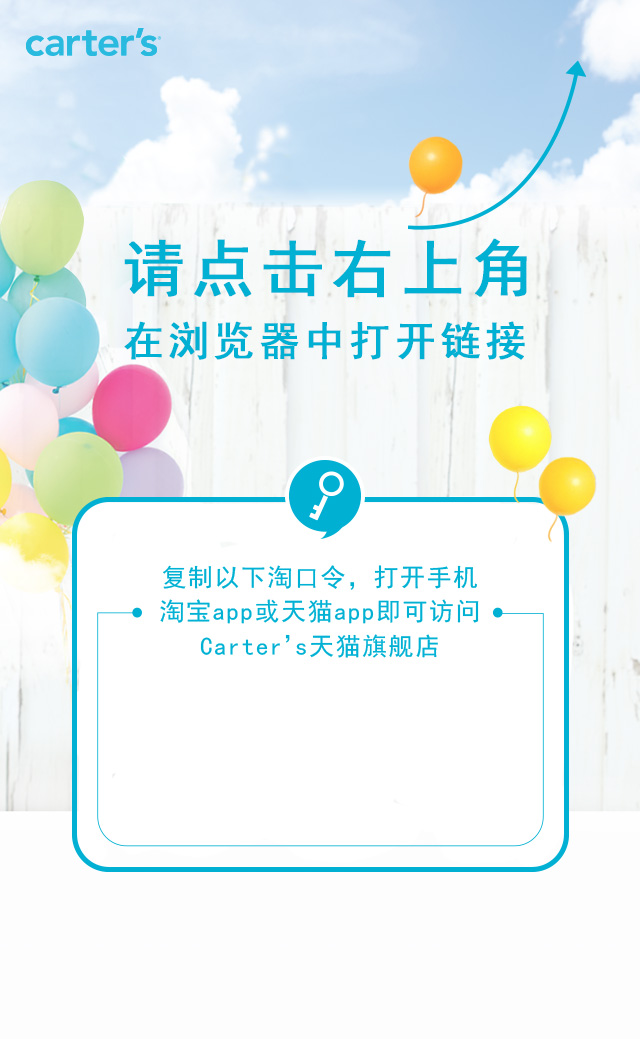 carter's
请点击右上角
在浏览器中打开链接
复制以下淘口令，打开手机
淘宝app或天猫app即可访问
Carter's天猫旗舰店